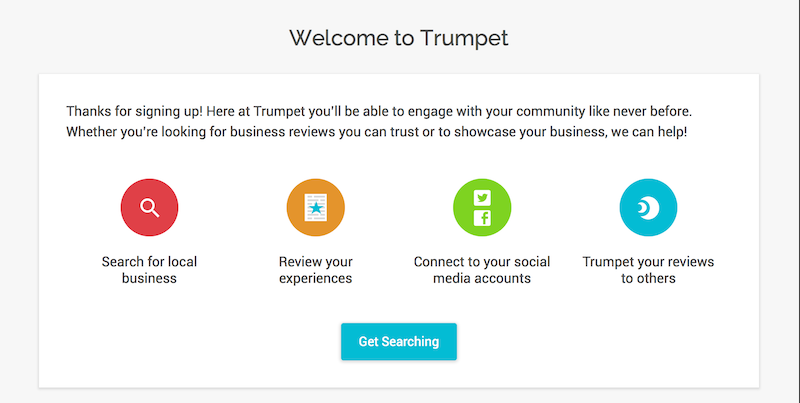 Welcome to Trumpet
Thanks for signing up! Here at Trumpet you'll be able to engage with your community like never before.
Whether you're looking for business reviews you can trust or to showcase your business, we can help!
Search for local
business
Review your
experiences
Connect to your social
media accounts
Trumpet your reviews
to others
Get Searching